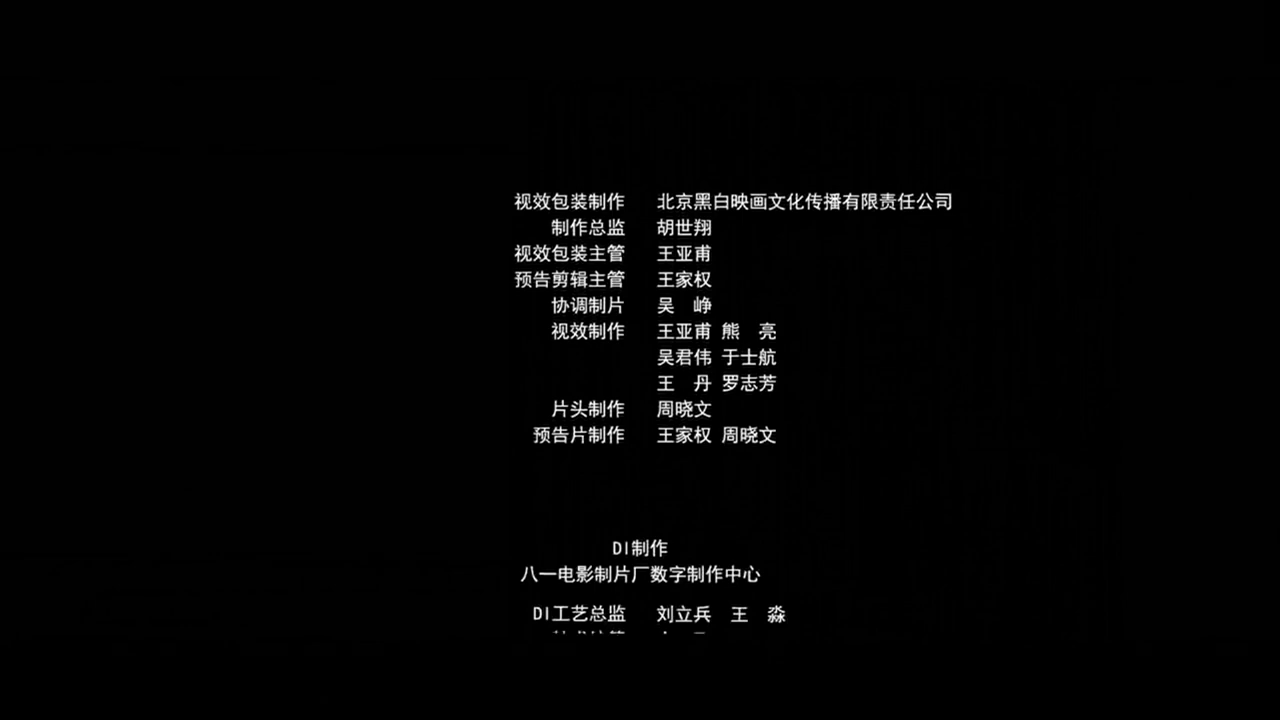 视效包装制作 北京黑白映画文化传播有限责任公司
制作总监 胡世翔
视效包装主管 王亚甫
预告剪辑主管 王家权
协调制片 吴　峥
视效制作 王亚甫 熊　亮
吴君伟 于士航
王　丹 罗志芳
片头制作 周晓文
预告片制作 王家权 周晓文
DI制作
八一电影制片厂数字制作中心
DI工艺总监 刘立兵 王　淼